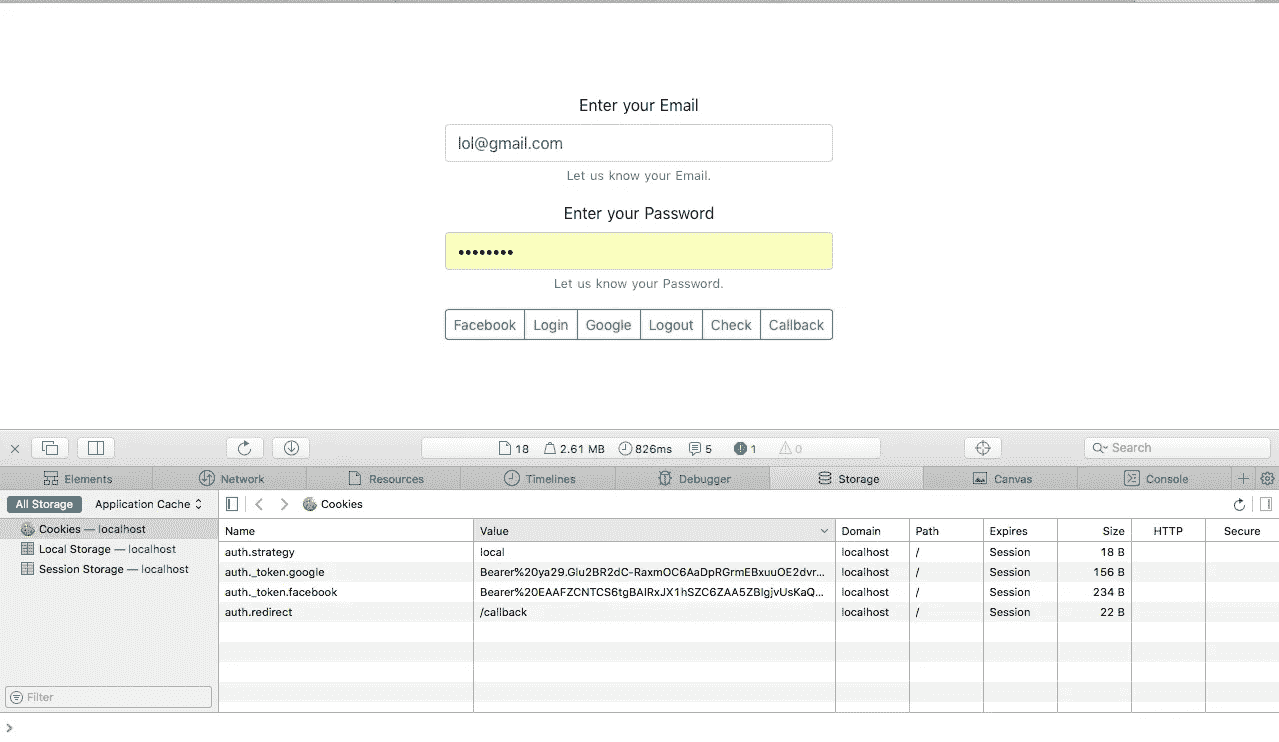 Enter your Email
lol@gmail.com
Let us know your Email.
Enter your Password
••••••••
Let us know your Password.
Facebook Login Google Logout Check Callback
18 2.61 MB 826ms 5 1 0 Search
Elements Network Resources Timelines Debugger Storage Canvas Console
All Storage Application Cache Cookies
Cookies — localhost
Local Storage — localhost
Session Storage — localhost
Filter
Name Value Domain Path Expires Size HTTP Secure
auth.strategy local localhost / Session 18 B
auth._token.google Bearer%20ya29.Glu2BR2dC-RaxmOC6AaDpRGrmEBxuuOE2dvr... localhost / Session 156 B
auth._token.facebook Bearer%20EAAFZCNTCS6tgBAIRxJX1hSZC6ZAA5ZBIgjvUsKaQ... localhost / Session 234 B
auth.redirect /callback localhost / Session 22 B